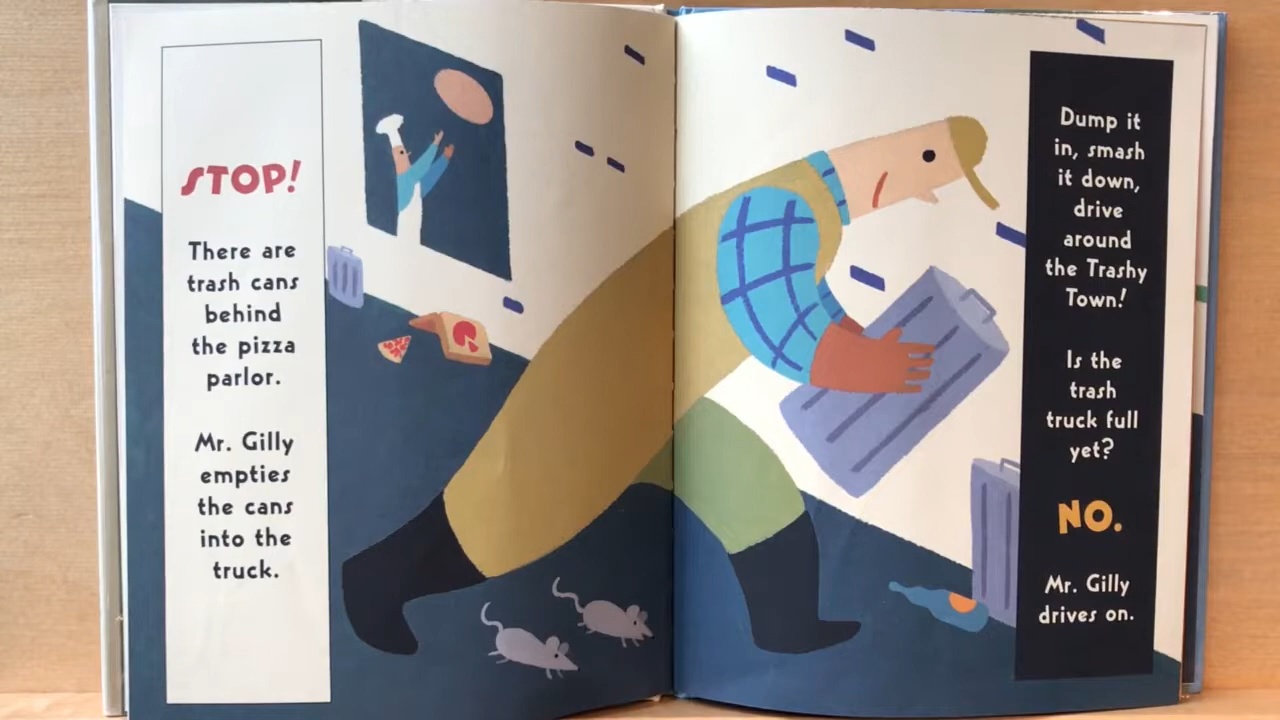 STOP!
There are
trash cans
behind
the pizza
parlor.
Mr. Gilly
empties
the cans
into the
truck.
Dump it
in, smash
it down,
drive
around
the Trashy
Town!
Is the
trash
truck full
yet?
NO.
Mr. Gilly
drives on.